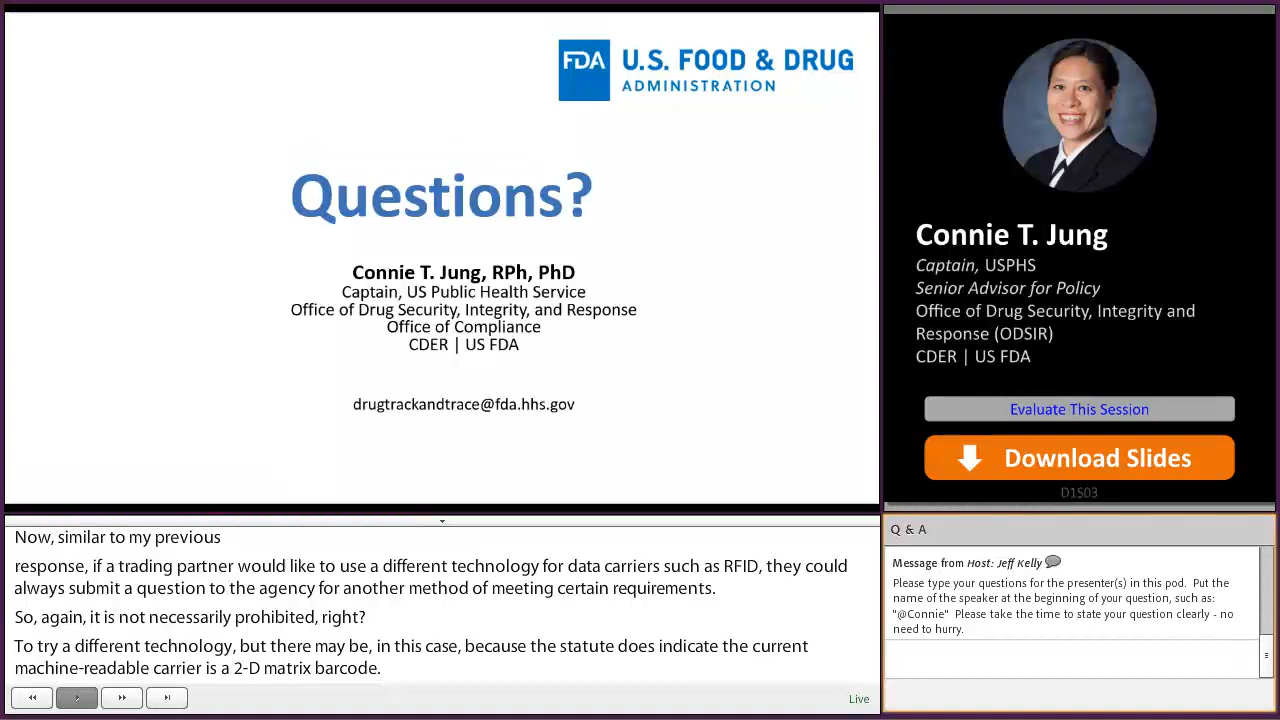 FDA
U.S. FOOD & DRUG
ADMINISTRATION
Questions?
Connie T. Jung, RPh, PhD
Captain, US Public Health Service
Office of Drug Security, Integrity, and Response
Office of Compliance
CDER | US FDA
drugtrackandtrace@fda.hhs.gov
Connie T. Jung
Captain, USPHS
Senior Advisor for Policy
Office of Drug Security, Integrity and
Response (ODSIR)
CDER | US FDA
Evaluate This Session
Download Slides
D1S03
Now, similar to my previous
response, if a trading partner would like to use a different technology for data carriers such as RFID, they could
always submit a question to the agency for another method of meeting certain requirements.
So, again, it is not necessarily prohibited, right?
To try a different technology, but there may be, in this case, because the statute does indicate the current
machine-readable carrier is a 2-D matrix barcode.
Live
Q & A
Message from Host: Jeff Kelly
Please type your questions for the presenter(s) in this pod. Put the
name of the speaker at the beginning of your question, such as:
"@Connie" Please take the time to state your question clearly - no
need to hurry.